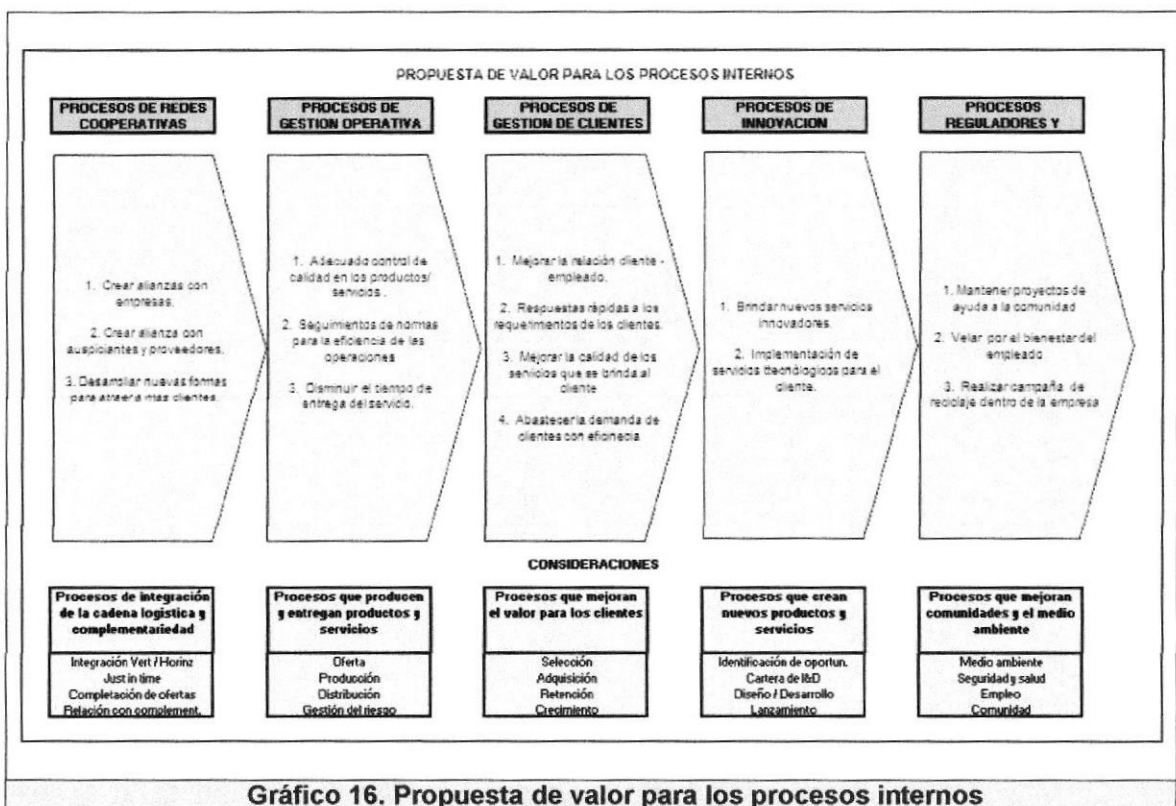 PROPUESTA DE VALOR PARA LOS PROCESOS INTERNOS
PROCESOS DE REDES
COOPERATIVAS
1. Crear alianzas con
empresas.
2. Crear alianza con
auspiciantes y proveedores.
3. Desarrollar nuevas formas
para atraer a mas clientes.
Procesos de integración
de la cadena logistica y
complementariedad
Integración Vert / Horinz
Just in time
Completación de ofertas
Relación con complement.
PROCESOS DE
GESTION OPERATIVA
1. Adecuado control de
calidad en los productos/
servicios .
2. Seguimientos de normas
para la eficiencia de las
operaciones
3. Disminuir el tiempo de
entrega del servicio.
Procesos que producen
y entregan productos y
servicios
Oferta
Producción
Distribución
Gestión del riesgo
PROCESOS DE
GESTION DE CLIENTES
1. Mejorar la relación cliente -
empleado.
2. Respuestas rápidas a los
requerimientos de los clientes.
3. Mejorar la calidad de los
servicios que se brinda al
cliente
4. Abastecer la demanda de
clientes con eficinecia
CONSIDERACIONES
Procesos que mejoran
el valor para los clientes
Selección
Adquisición
Retención
Crecimiento
PROCESOS DE
INNOVACION
1. Brindar nuevos servicios
innovadores.
2. Implementación de
servicios ttecnologicos para el
cliente.
Procesos que crean
nuevos productos y
servicios
Identificación de oportun.
Cartera de I&D
Diseño / Desarrollo
Lanzamiento
PROCESOS
REGULADORES Y
1. Mantener proyectos de
ayuda a la comunidad
2. Velar por el bienestar del
empleado
3. Realizar campaña de
reciclaje dentro de la empresa
Procesos que mejoran
comunidades y el medio
ambiente
Medio ambiente
Seguridad y salud
Empleo
Comunidad
Gráfico 16. Propuesta de valor para los procesos internos